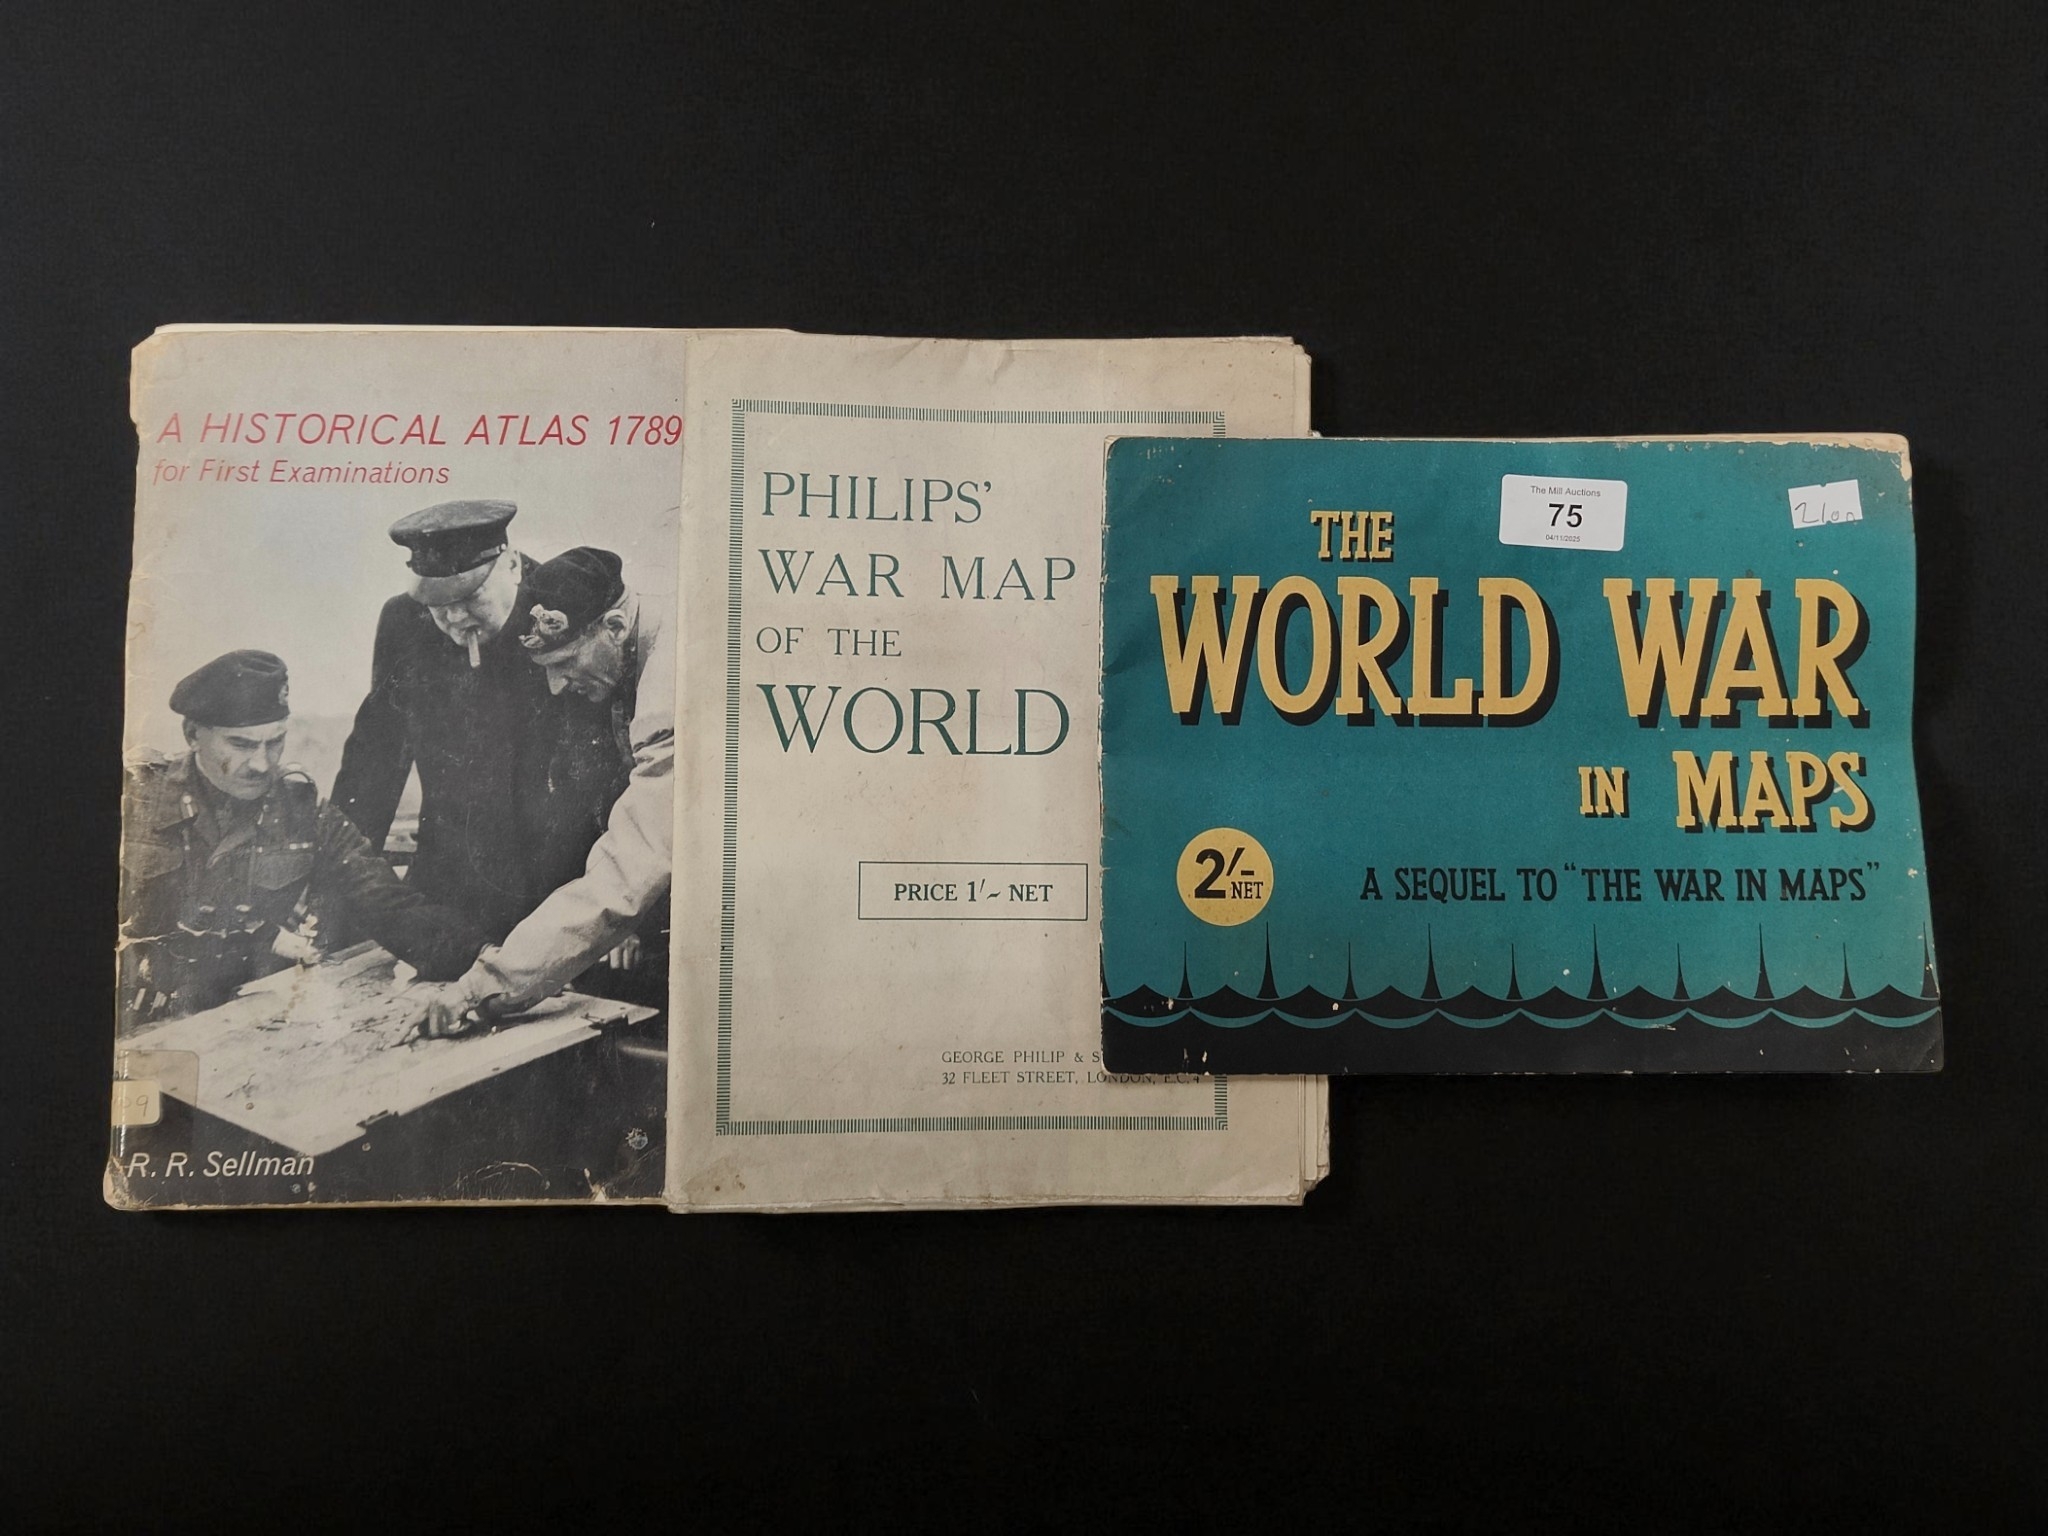 A HISTORICAL ATLAS 1789
for First Examinations
R. R. Sellman
PHILIPS'
WAR MAP
OF THE
WORLD
PRICE 1/- NET
GEORGE PHILIP & S
32 FLEET STREET, LONDON, E.C.4
The Mill Auctions
75
04/11/2025
THE
WORLD WAR
IN MAPS
2/-
NET
A SEQUEL TO "THE WAR IN MAPS"